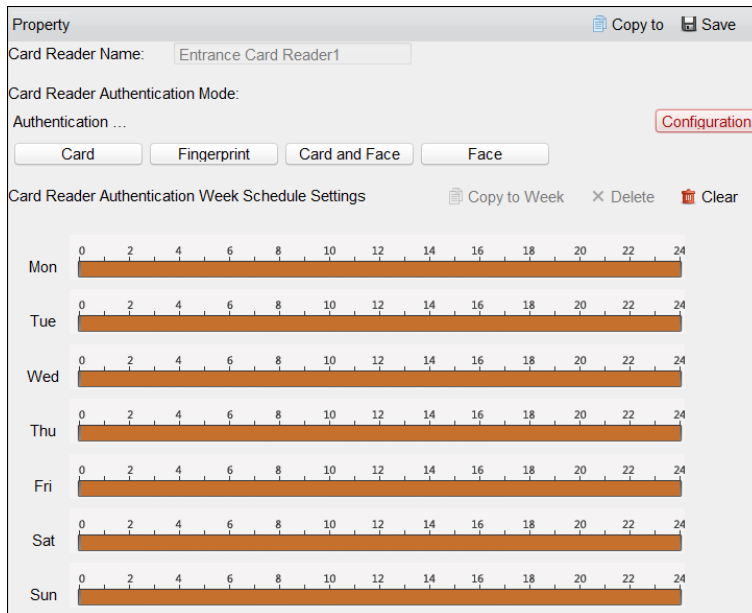 Property Copy to Save
Card Reader Name: Entrance Card Reader1
Card Reader Authentication Mode:
Authentication ... Configuration
Card Fingerprint Card and Face Face
Card Reader Authentication Week Schedule Settings Copy to Week Delete Clear
0 2 4 6 8 10 12 14 16 18 20 22 24
Mon
0 2 4 6 8 10 12 14 16 18 20 22 24
Tue
0 2 4 6 8 10 12 14 16 18 20 22 24
Wed
0 2 4 6 8 10 12 14 16 18 20 22 24
Thu
0 2 4 6 8 10 12 14 16 18 20 22 24
Fri
0 2 4 6 8 10 12 14 16 18 20 22 24
Sat
0 2 4 6 8 10 12 14 16 18 20 22 24
Sun